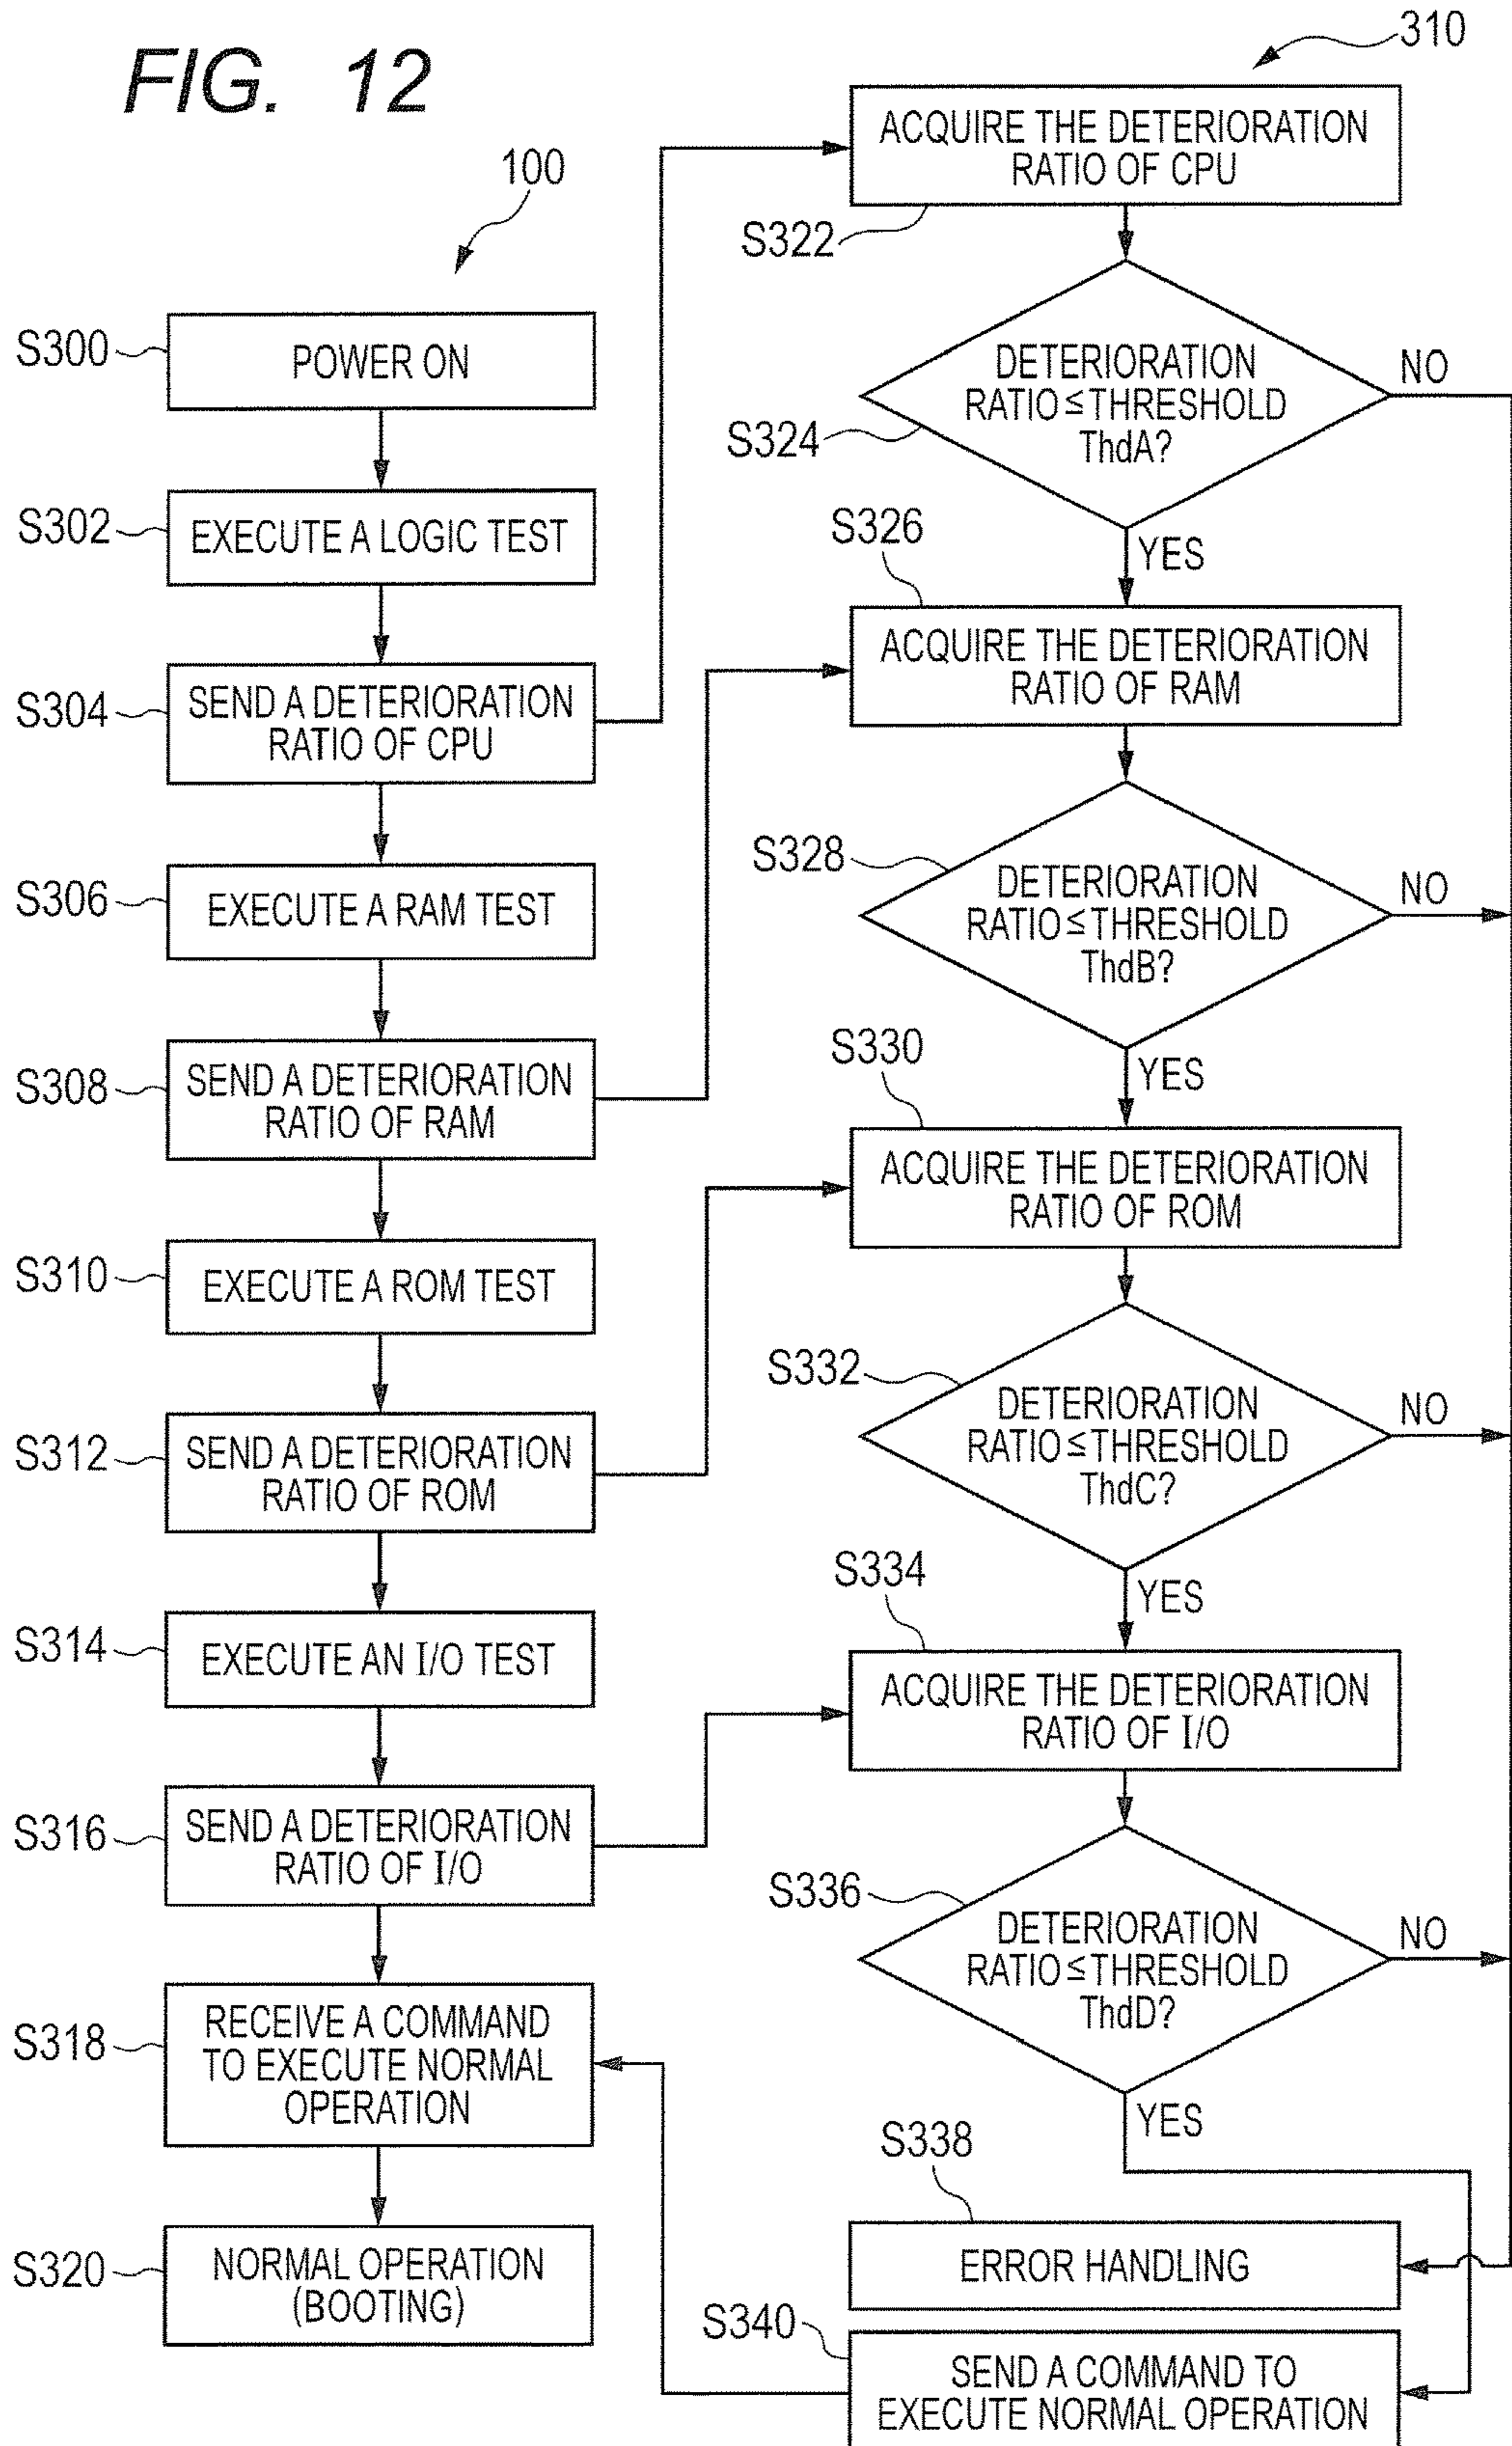 FIG. 12
100
S300
POWER ON
S302
EXECUTE A LOGIC TEST
S304
SEND A DETERIORATION
RATIO OF CPU
S306
EXECUTE A RAM TEST
S308
SEND A DETERIORATION
RATIO OF RAM
S310
EXECUTE A ROM TEST
S312
SEND A DETERIORATION
RATIO OF ROM
S314
EXECUTE AN I/O TEST
S316
SEND A DETERIORATION
RATIO OF I/O
S318
RECEIVE A COMMAND
TO EXECUTE NORMAL
OPERATION
S320
NORMAL OPERATION
(BOOTING)
310
ACQUIRE THE DETERIORATION
RATIO OF CPU
S322
DETERIORATION
RATIO≤THRESHOLD
ThdA?
S324
NO
YES
S326
ACQUIRE THE DETERIORATION
RATIO OF RAM
S328
DETERIORATION
RATIO≤THRESHOLD
ThdB?
NO
YES
S330
ACQUIRE THE DETERIORATION
RATIO OF ROM
S332
DETERIORATION
RATIO≤THRESHOLD
ThdC?
NO
YES
S334
ACQUIRE THE DETERIORATION
RATIO OF I/O
S336
DETERIORATION
RATIO≤THRESHOLD
ThdD?
NO
YES
S338
ERROR HANDLING
S340
SEND A COMMAND TO
EXECUTE NORMAL OPERATION